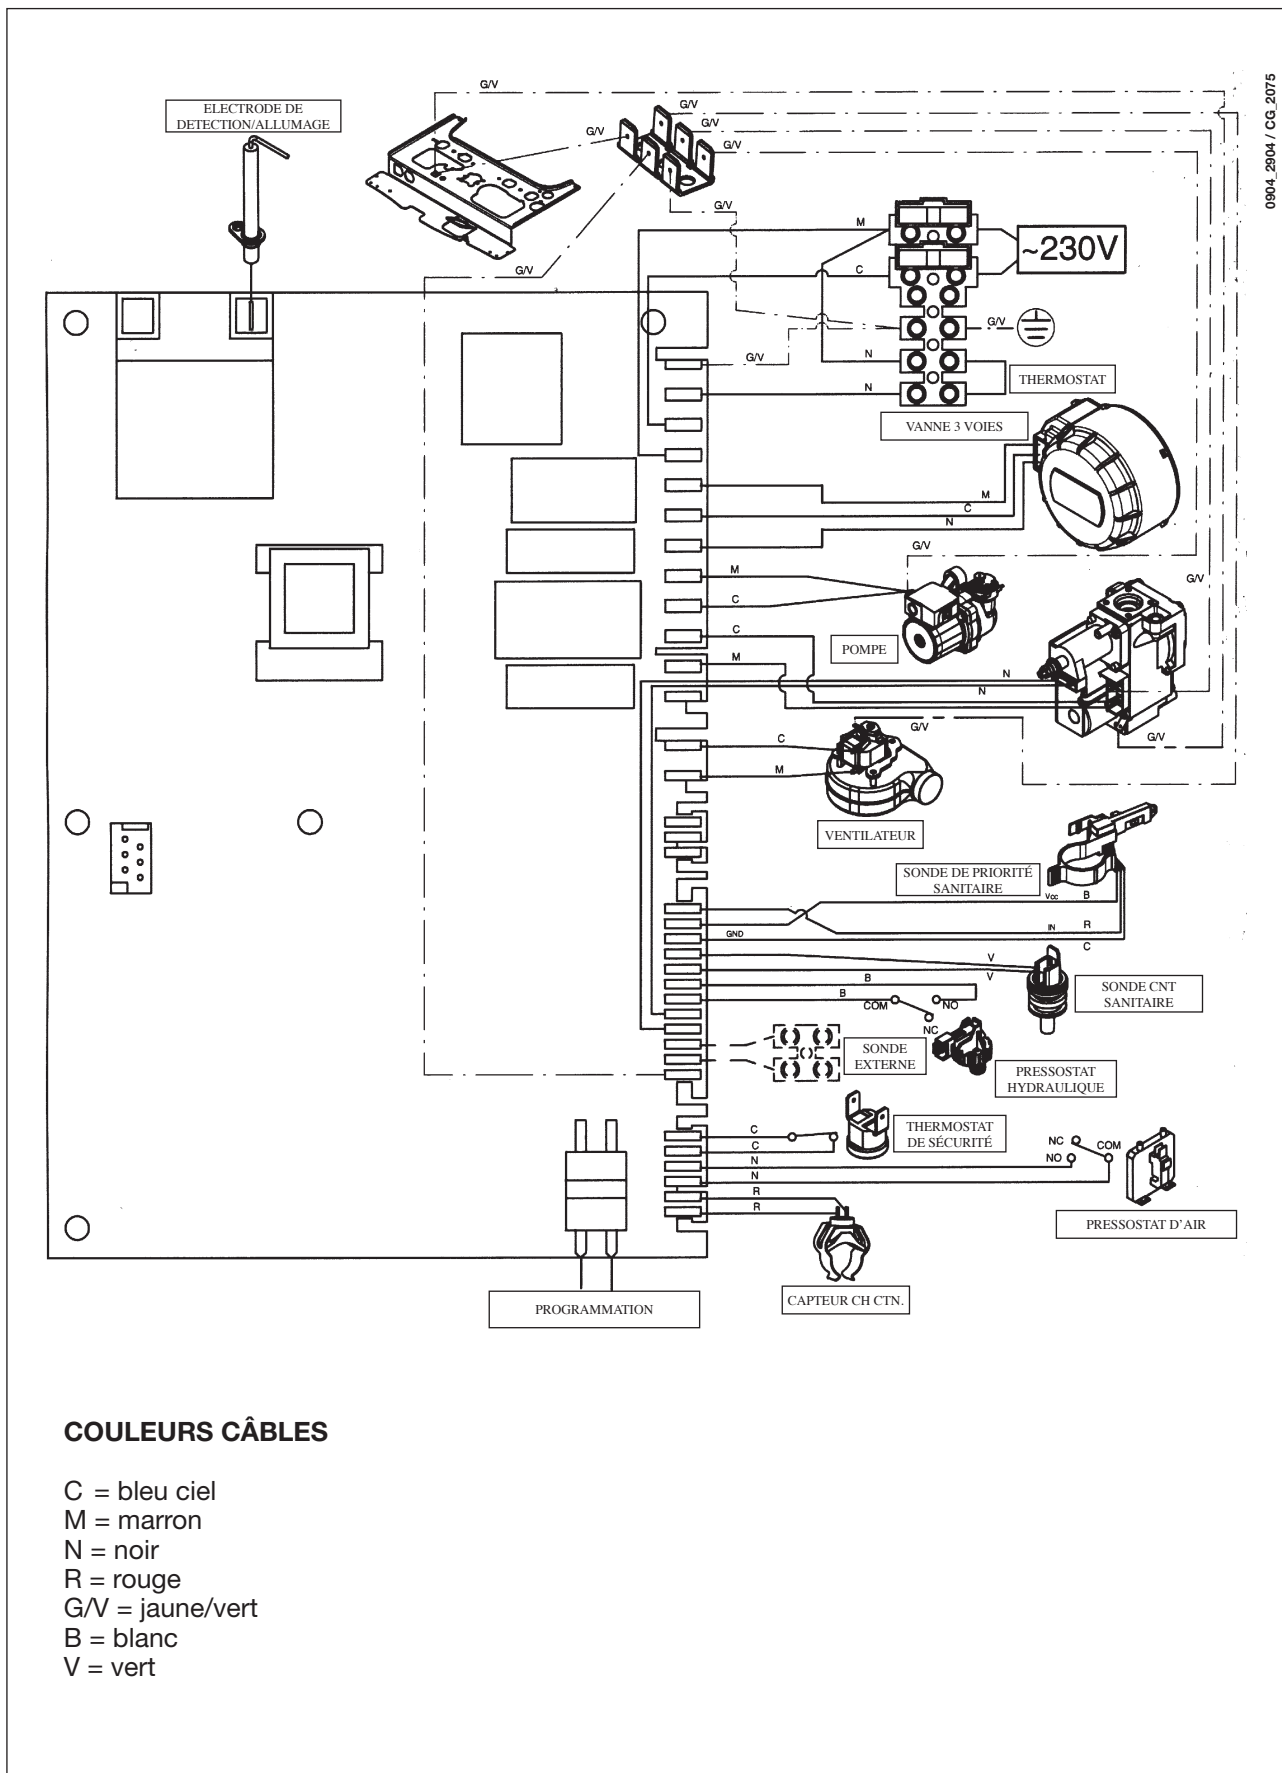 G/V
0904_2904 / CG_2075
ELECTRODE DE
DETECTION/ALLUMAGE
G/V
G/V
G/V
G/V
G/V
M
~230V
G/V
C
G/V
G/V
N
THERMOSTAT
N
VANNE 3 VOIES
M
C
N
G/V
M
G/V
C
C
POMPE
M
N
N
G/V
G/V
C
M
VENTILATEUR
SONDE DE PRIORITÉ
SANITAIRE
Vcc B
IN R
GND
C
V
V
B
B
COM
NO
NC
SONDE CNT
SANITAIRE
SONDE
EXTERNE
PRESSOSTAT
HYDRAULIQUE
C
C
THERMOSTAT
DE SÉCURITÉ
NC
COM
NO
N
N
R
R
PRESSOSTAT D'AIR
CAPTEUR CH CTN.
PROGRAMMATION
COULEURS CÂBLES
C = bleu ciel
M = marron
N = noir
R = rouge
G/V = jaune/vert
B = blanc
V = vert